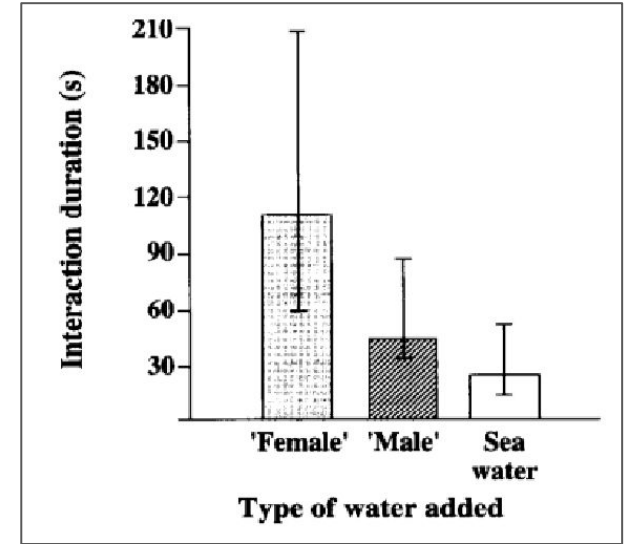 Interaction duration (s)
210
180
150
120
90
60
30
'Female' 'Male' Sea
water
Type of water added